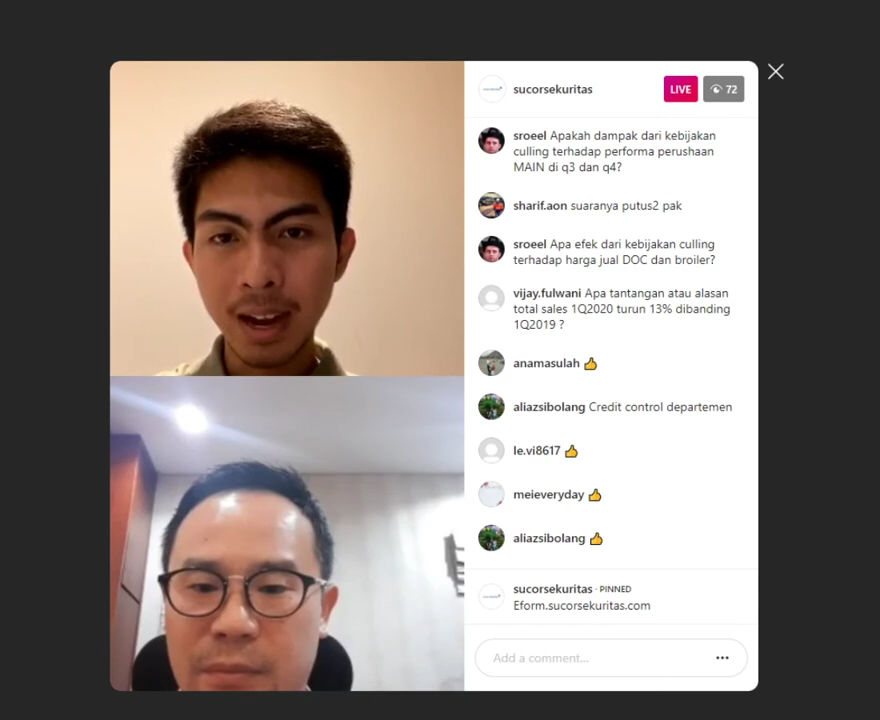 sucorsekuritas
LIVE
72
sroeel Apakah dampak dari kebijakan
culling terhadap performa perushaan
MAIN di q3 dan q4?
sharif.aon suaranya putus2 pak
sroeel Apa efek dari kebijakan culling
terhadap harga jual DOC dan broiler?
vijay.fulwani Apa tantangan atau alasan
total sales 1Q2020 turun 13% dibanding
1Q2019 ?
anamasulah 👍
aliazsibolang Credit control departemen
le.vi8617 👍
meieveryday 👍
aliazsibolang 👍
sucorsekuritas · PINNED
Eform.sucorsekuritas.com
Add a comment...